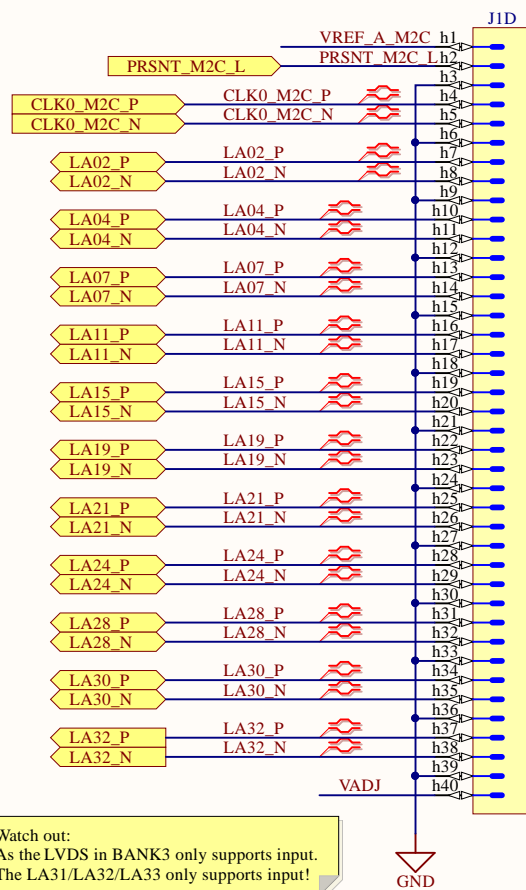 J1D
VREF_A_M2C h1
PRSNT_M2C_L PRSNT_M2C_L h2
h3
CLK0_M2C_P CLK0_M2C_P h4
CLK0_M2C_N CLK0_M2C_N h5
h6
LA02_P LA02_P h7
LA02_N LA02_N h8
h9
LA04_P LA04_P h10
LA04_N LA04_N h11
h12
LA07_P LA07_P h13
LA07_N LA07_N h14
h15
LA11_P LA11_P h16
LA11_N LA11_N h17
h18
LA15_P LA15_P h19
LA15_N LA15_N h20
h21
LA19_P LA19_P h22
LA19_N LA19_N h23
h24
LA21_P LA21_P h25
LA21_N LA21_N h26
h27
LA24_P LA24_P h28
LA24_N LA24_N h29
h30
LA28_P LA28_P h31
LA28_N LA28_N h32
h33
LA30_P LA30_P h34
LA30_N LA30_N h35
h36
LA32_P LA32_P h37
LA32_N LA32_N h38
h39
VADJ h40
Watch out:
As the LVDS in BANK3 only supports input.
The LA31/LA32/LA33 only supports input!
GND